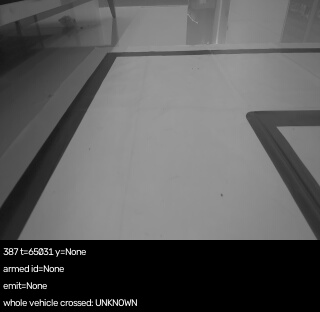 387 t=65031 y=None
armed id=None
emit=None
whole vehicle crossed: UNKNOWN